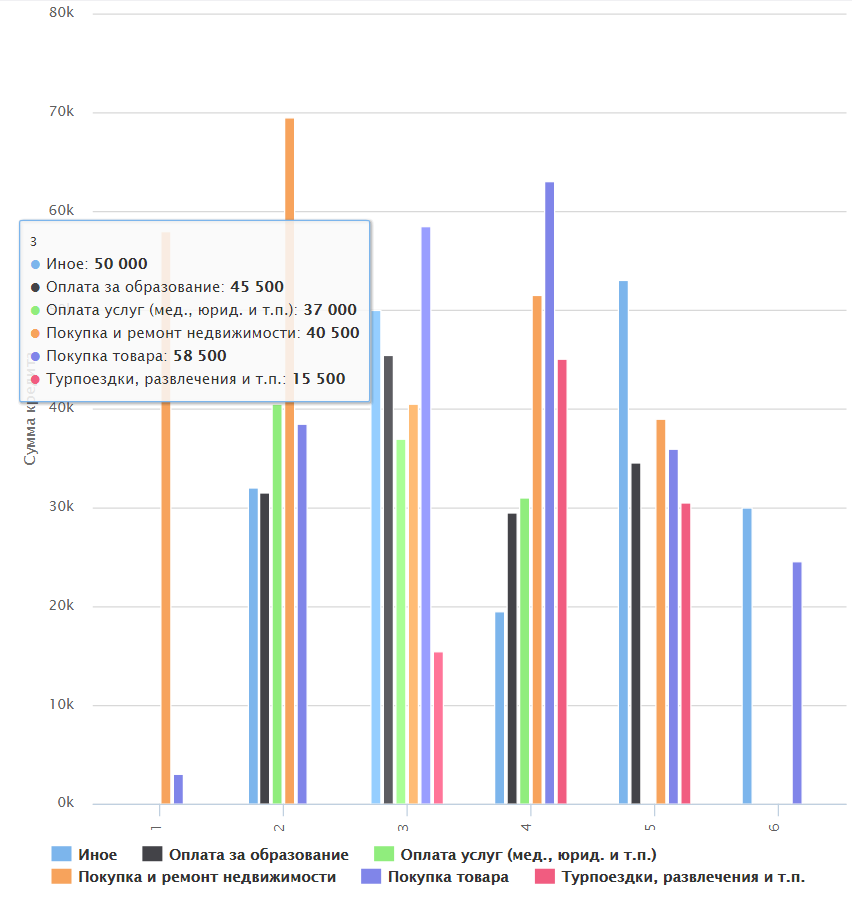 80k
70k
60k
3
Иное: 50 000
Оплата за образование: 45 500
Оплата услуг (мед., юрид. и т.п.): 37 000
Покупка и ремонт недвижимости: 40 500
Покупка товара: 58 500
Турпоездки, развлечения и т.п.: 15 500
40k
Сумма кредита
30k
20k
10k
0k
1
2
3
4
5
6
Иное
Оплата за образование
Оплата услуг (мед., юрид. и т.п.)
Покупка и ремонт недвижимости
Покупка товара
Турпоездки, развлечения и т.п.